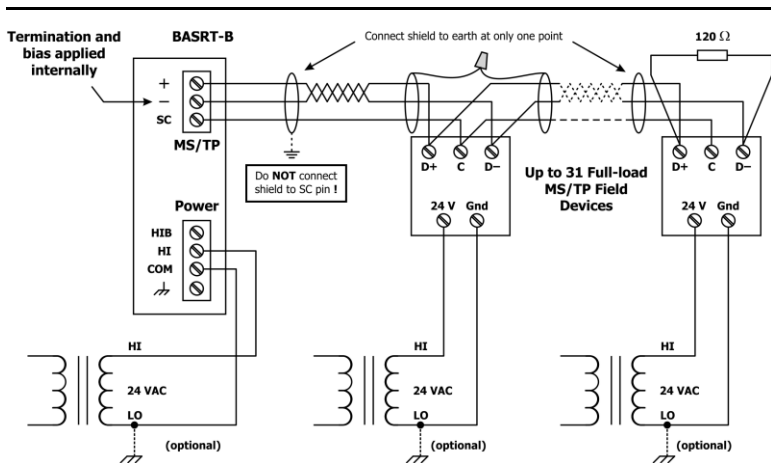 Termination and
bias applied
internally
BASRT-B
Connect shield to earth at only one point
120 Ω
+
−
SC
MS/TP
Do NOT connect
shield to SC pin !
D+ C D−
Up to 31 Full-load
MS/TP Field
Devices
D+ C D−
Power
24 V Gnd
24 V Gnd
HIB
HI
COM
HI
24 VAC
LO
(optional)
HI
24 VAC
LO
(optional)
HI
24 VAC
LO
(optional)